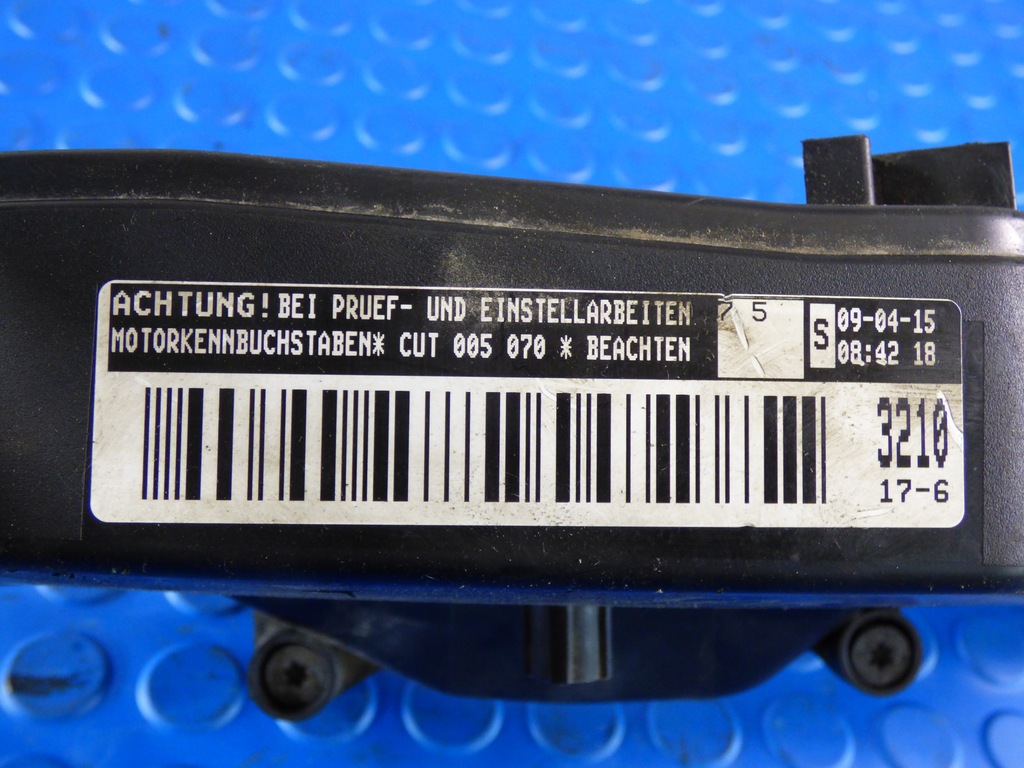 ACHTUNG! BEI PRUEF- UND EINSTELLARBEITEN 75
MOTORKENNBUCHSTABEN* CUT 005 070 * BEACHTEN
S
09-04-15
08:42 18
3210
17-6